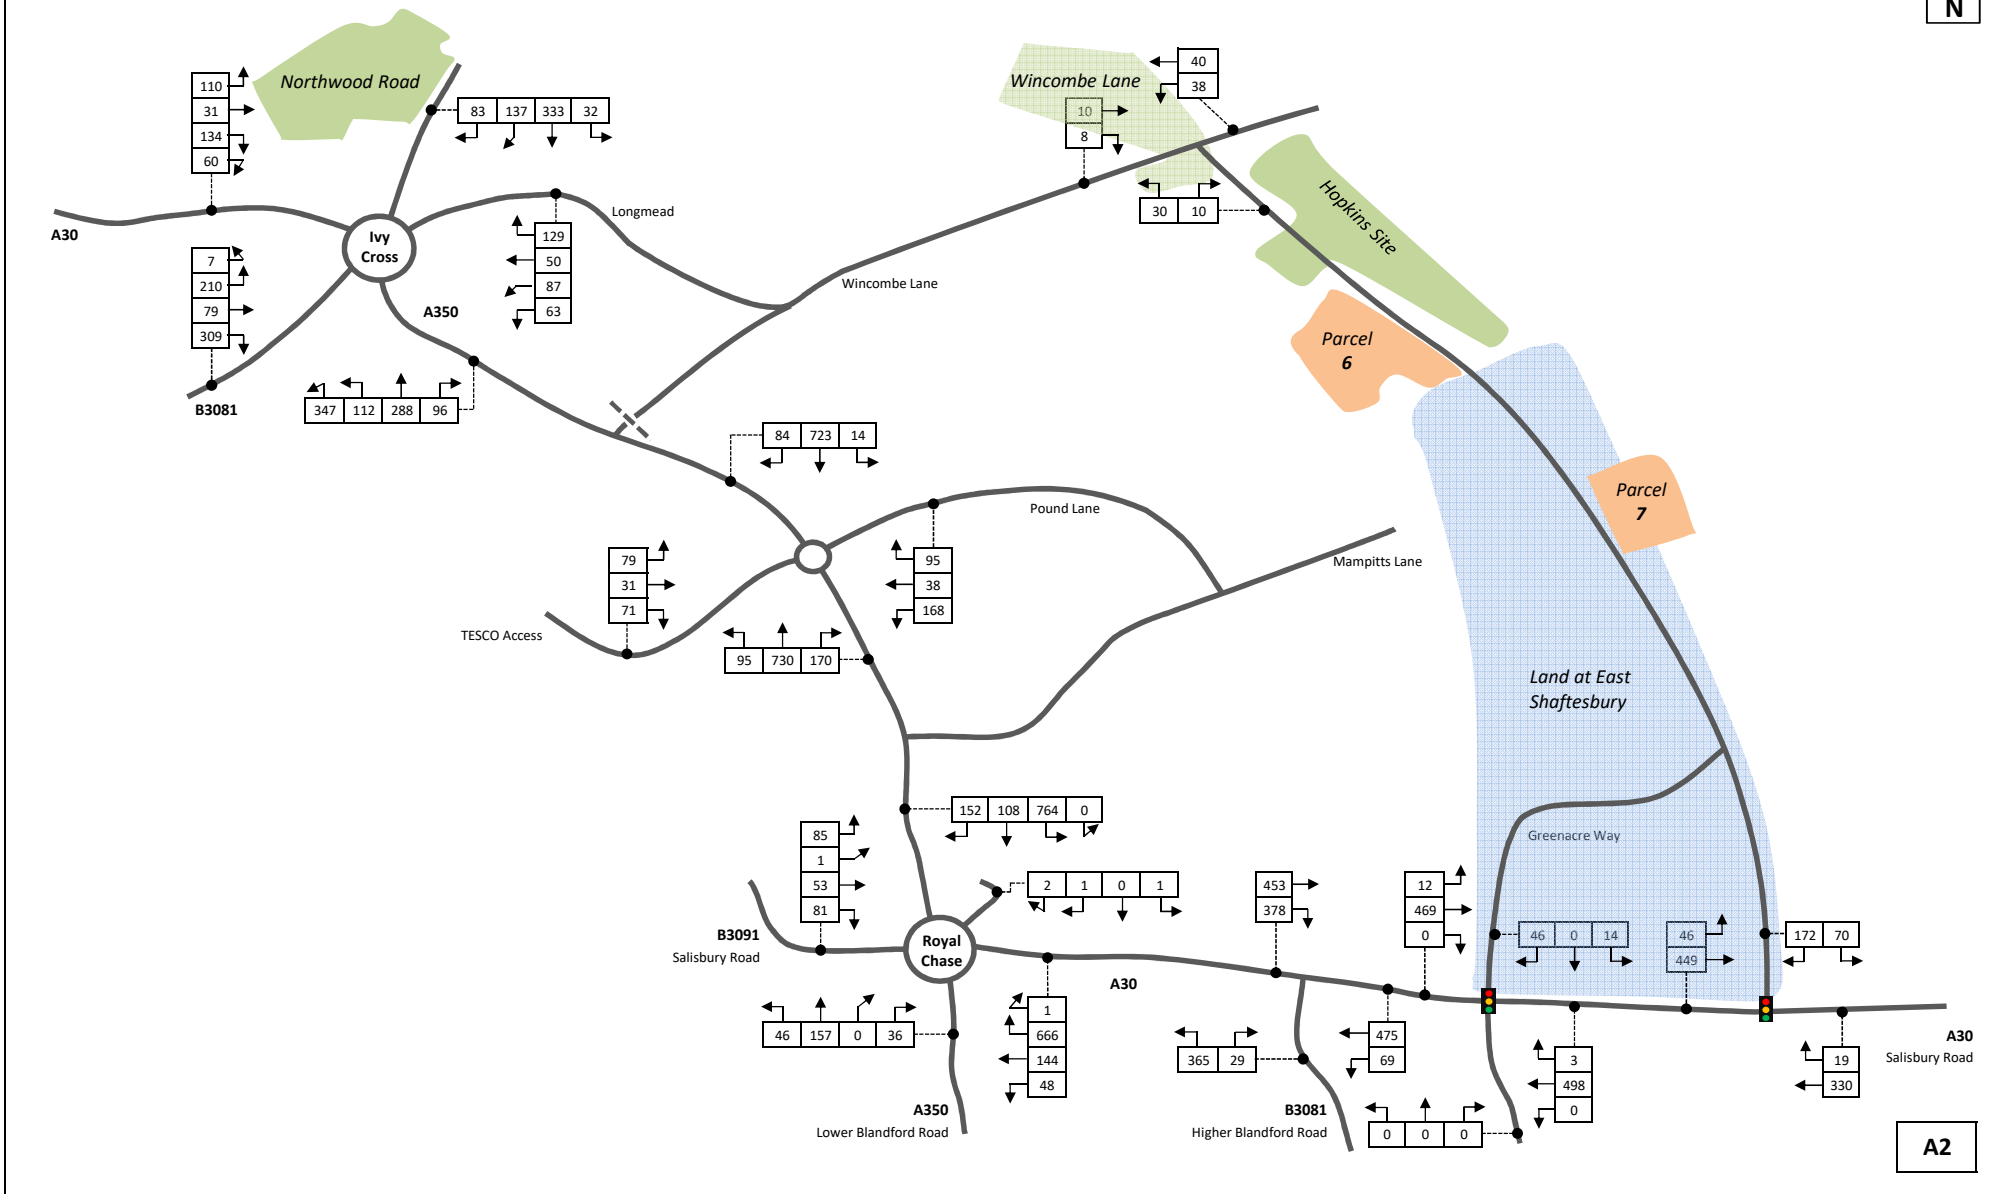 N
Northwood Road
110
31
134
60
83 137 333 32
Wincombe Lane
40
38
10
8
30 10
Hopkins Site
A30
Ivy
Cross
Longmead
129
50
87
63
7
210
79
309
A350
Wincombe Lane
B3081
347 112 288 96
Parcel
6
84 723 14
Parcel
7
Pound Lane
Mampitts Lane
79
31
71
95
38
168
TESCO Access
95 730 170
Land at East
Shaftesbury
152 108 764 0
Greenacre Way
85
1
53
81
2 1 0 1
453
378
12
469
0
46 0 14
46
449
172 70
B3091
Salisbury Road
Royal
Chase
A30
46 157 0 36
1
666
144
48
365 29
475
69
3
498
0
A30
Salisbury Road
19
330
A350
Lower Blandford Road
B3081
Higher Blandford Road
0 0 0
A2